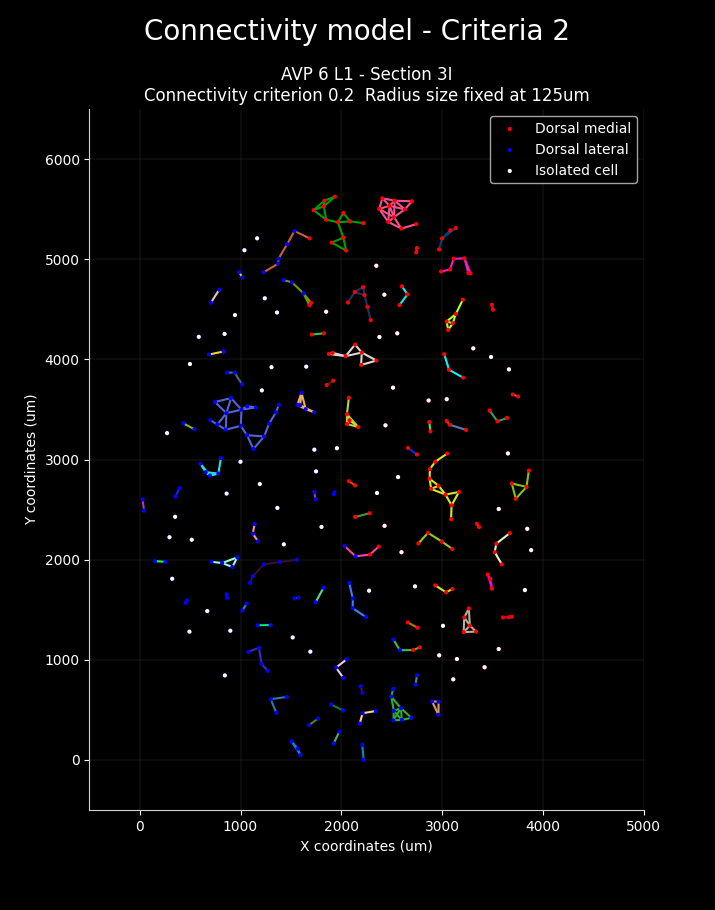 Connectivity model - Criteria 2
AVP 6 L1 - Section 3I
Connectivity criterion 0.2  Radius size fixed at 125um
Dorsal medial
Dorsal lateral
Isolated cell
6000
5000
4000
3000
2000
1000
0
Y coordinates (um)
0 1000 2000 3000 4000 5000
X coordinates (um)